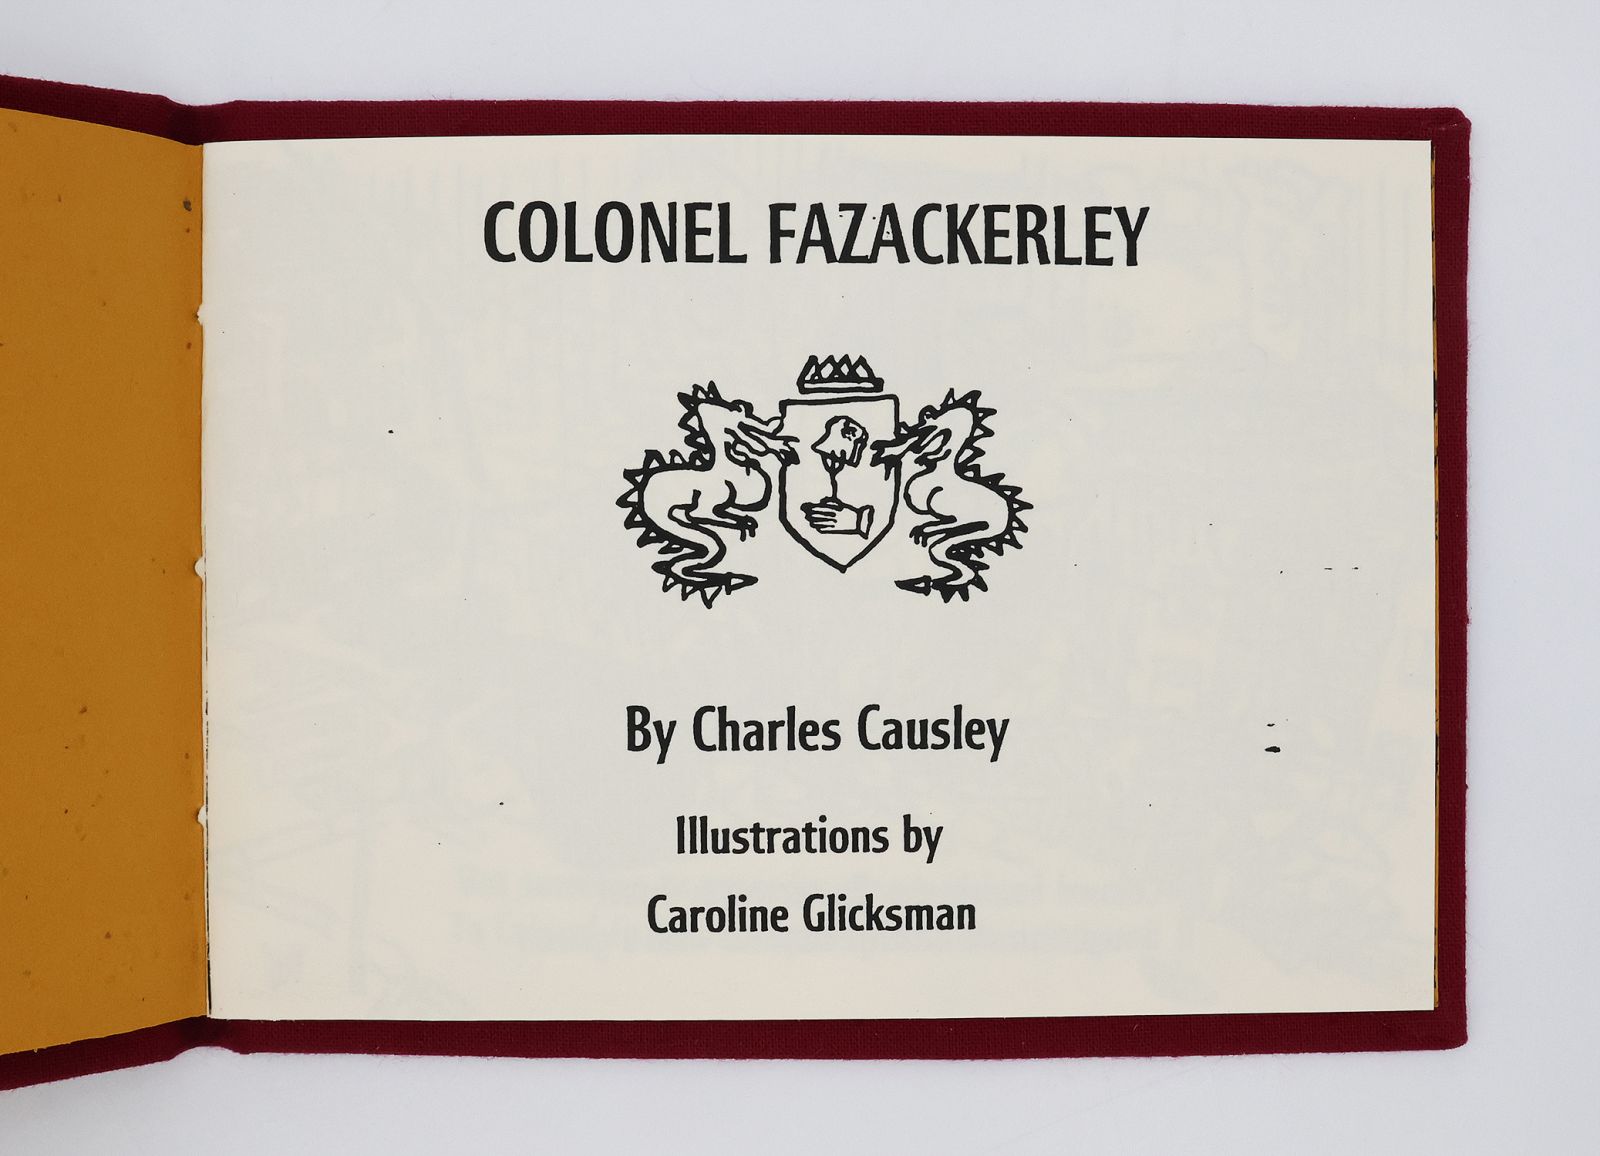 COLONEL FAZACKERLEY
By Charles Causley
Illustrations by
Caroline Glicksman